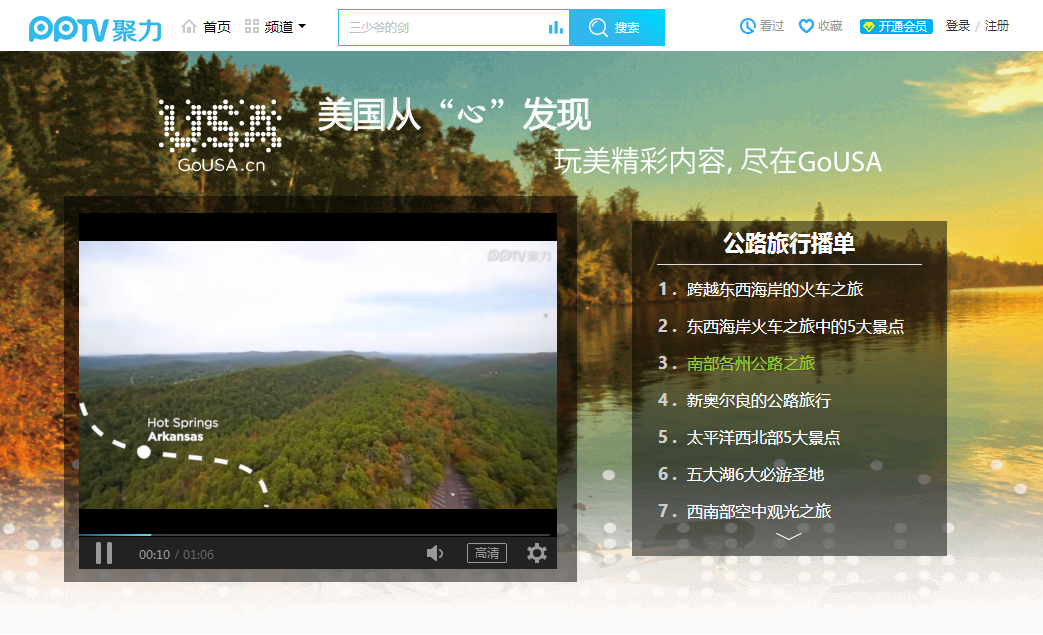 PPTV聚力 首页 频道 三少爷的剑 搜索 看过 收藏 开通会员 登录 / 注册
USA 美国从“心”发现
GoUSA.cn 玩美精彩内容, 尽在GoUSA
PPTV聚力
Hot Springs
Arkansas
00:10 / 01:06 高清
公路旅行播单
1. 跨越东西海岸的火车之旅
2. 东西海岸火车之旅中的5大景点
3. 南部各州公路之旅
4. 新奥尔良的公路旅行
5. 太平洋西北部5大景点
6. 五大湖6大必游圣地
7. 西南部空中观光之旅